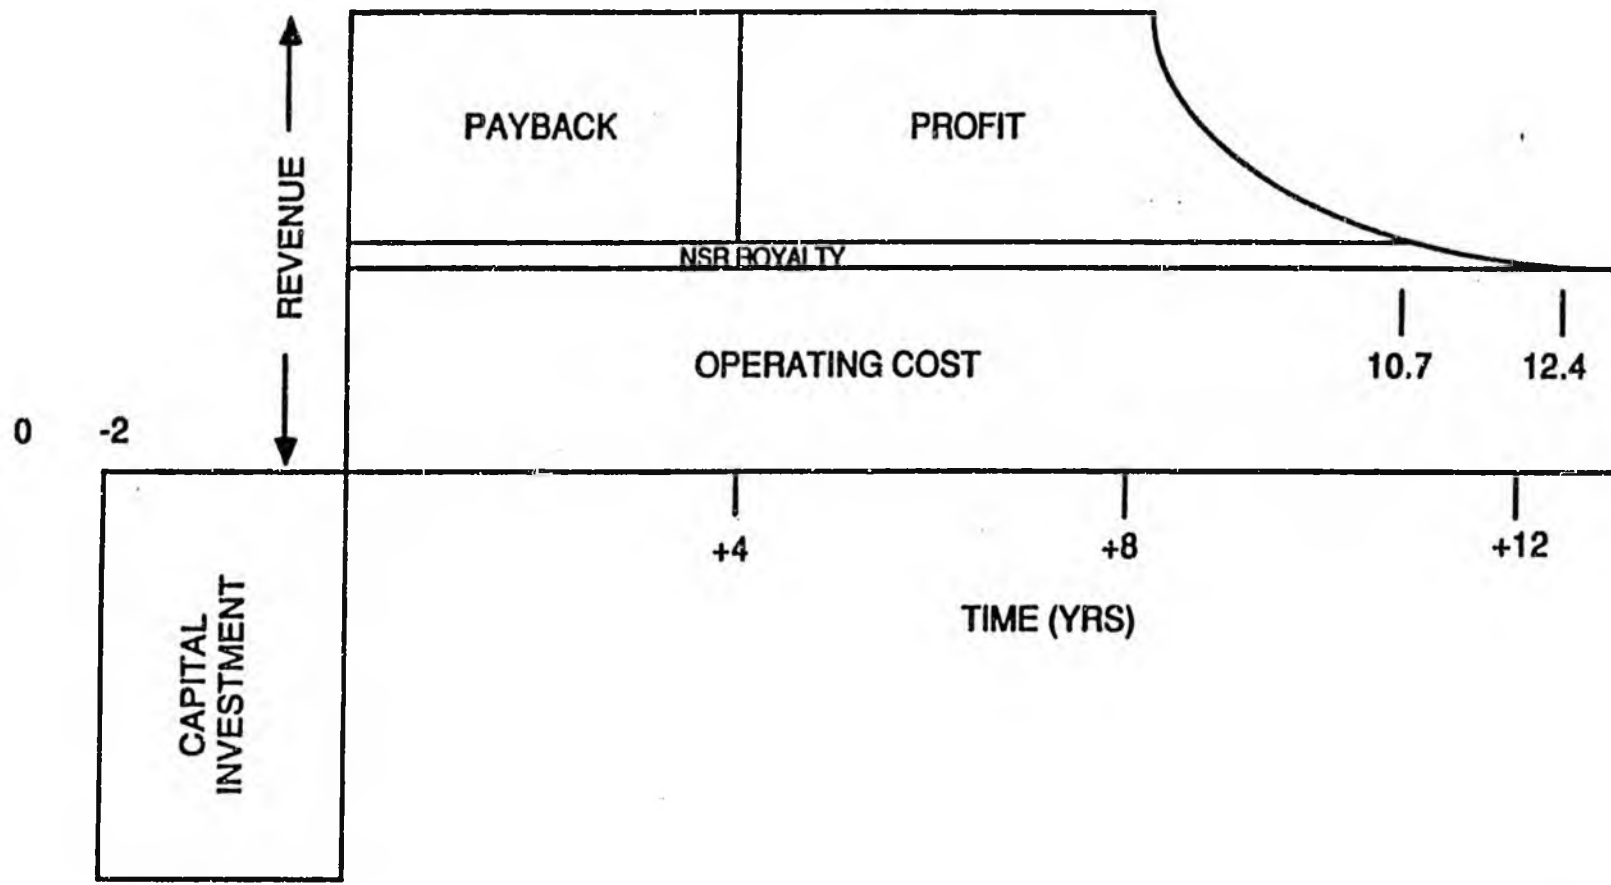 PAYBACK
PROFIT
REVENUE
NSR ROYALTY
OPERATING COST
10.7
12.4
0
-2
+4
+8
+12
TIME (YRS)
CAPITAL
INVESTMENT